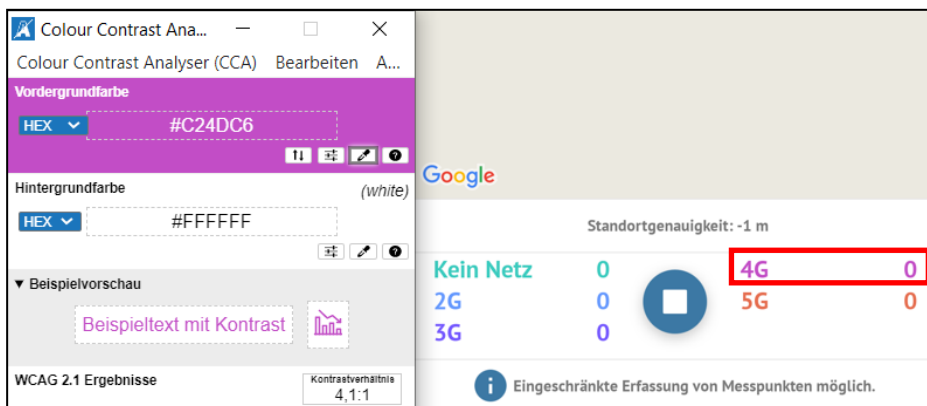 Colour Contrast Ana...
Colour Contrast Analyser (CCA) Bearbeiten A...
Vordergrundfarbe
HEX #C24DC6
Hintergrundfarbe (white)
HEX #FFFFFF
▼ Beispielvorschau
Beispieltext mit Kontrast
WCAG 2.1 Ergebnisse
Kontrastverhältnis
4,1:1
Google
Standortgenauigkeit: -1 m
Kein Netz 0 4G 0
2G 0 5G 0
3G 0
Eingeschränkte Erfassung von Messpunkten möglich.